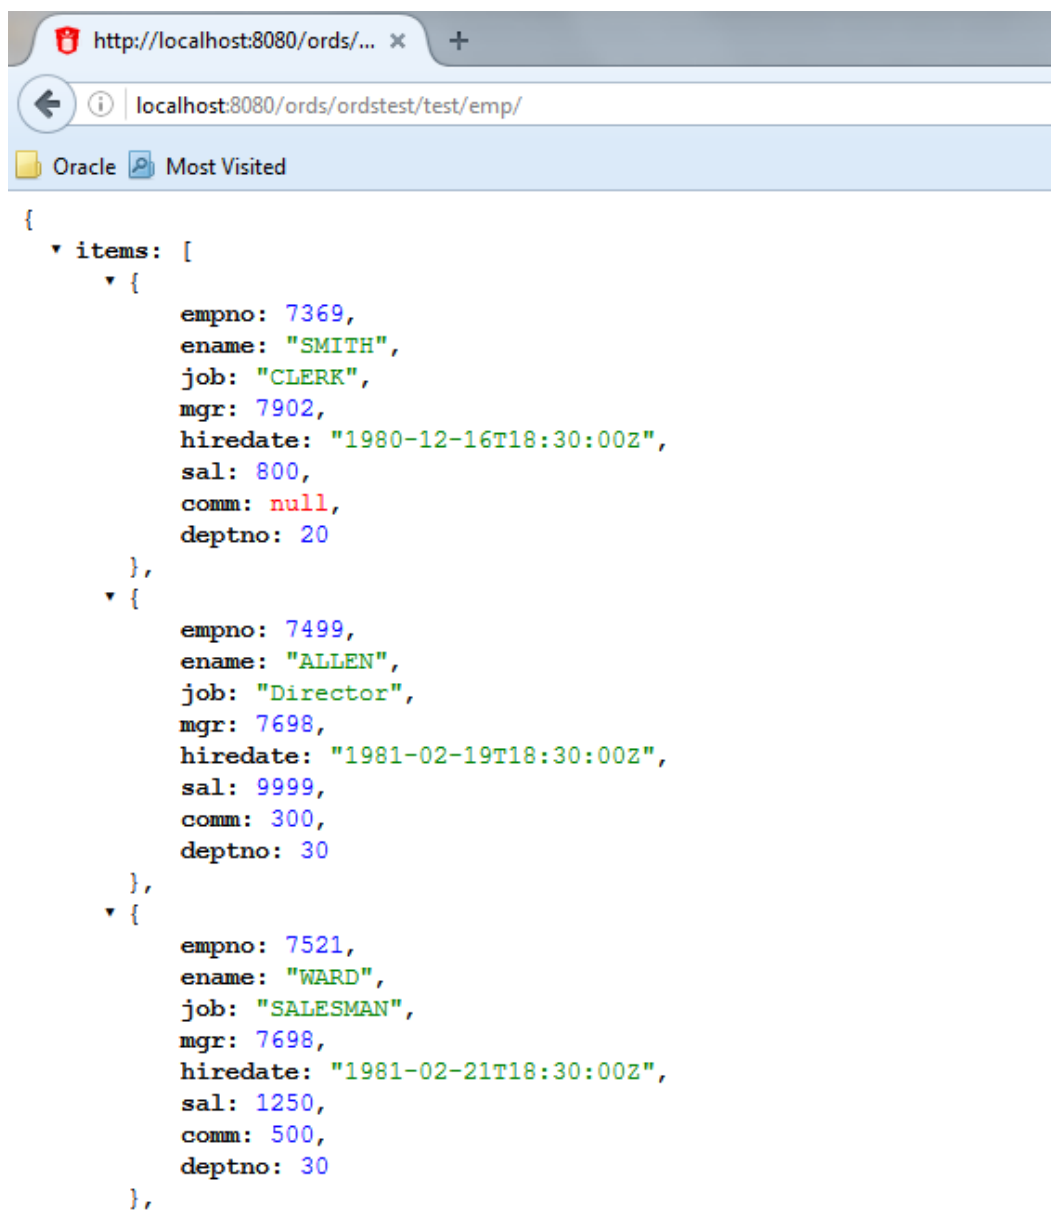 http://localhost:8080/ords/...
localhost:8080/ords/ordstest/test/emp/
Oracle Most Visited
{
items: [
{
empno: 7369,
ename: "SMITH",
job: "CLERK",
mgr: 7902,
hiredate: "1980-12-16T18:30:00Z",
sal: 800,
comm: null,
deptno: 20
},
{
empno: 7499,
ename: "ALLEN",
job: "Director",
mgr: 7698,
hiredate: "1981-02-19T18:30:00Z",
sal: 9999,
comm: 300,
deptno: 30
},
{
empno: 7521,
ename: "WARD",
job: "SALESMAN",
mgr: 7698,
hiredate: "1981-02-21T18:30:00Z",
sal: 1250,
comm: 500,
deptno: 30
},